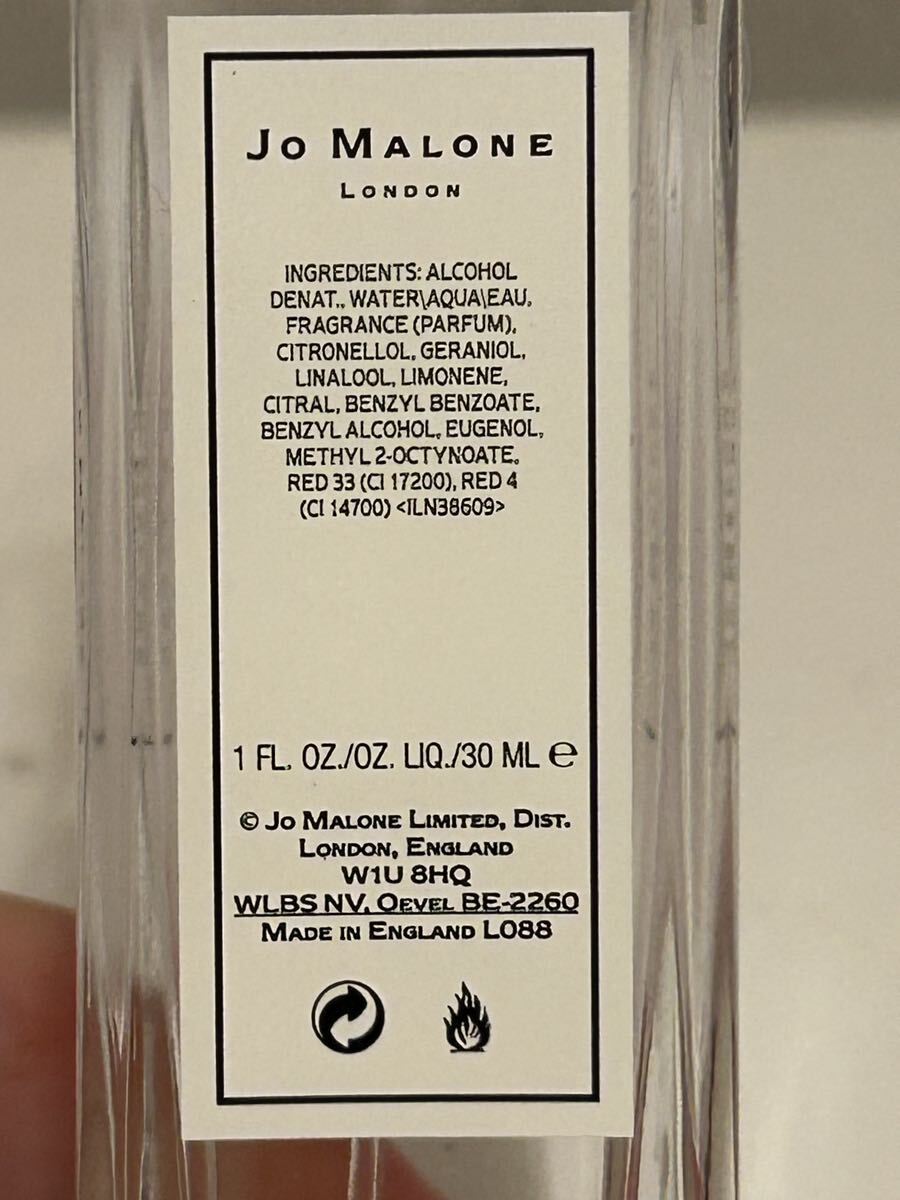 JO MALONE
LONDON
INGREDIENTS: ALCOHOL
DENAT., WATER\AQUA\EAU,
FRAGRANCE (PARFUM),
CITRONELLOL, GERANIOL,
LINALOOL, LIMONENE,
CITRAL, BENZYL BENZOATE,
BENZYL ALCOHOL, EUGENOL,
METHYL 2-OCTYNOATE,
RED 33 (CI 17200), RED 4
(CI 14700) <ILN38609>
1 FL. OZ./OZ. LIQ./30 ML ℮
© JO MALONE LIMITED, DIST.
LONDON, ENGLAND
W1U 8HQ
WLBS NV, OEVEL BE-2260
MADE IN ENGLAND L088